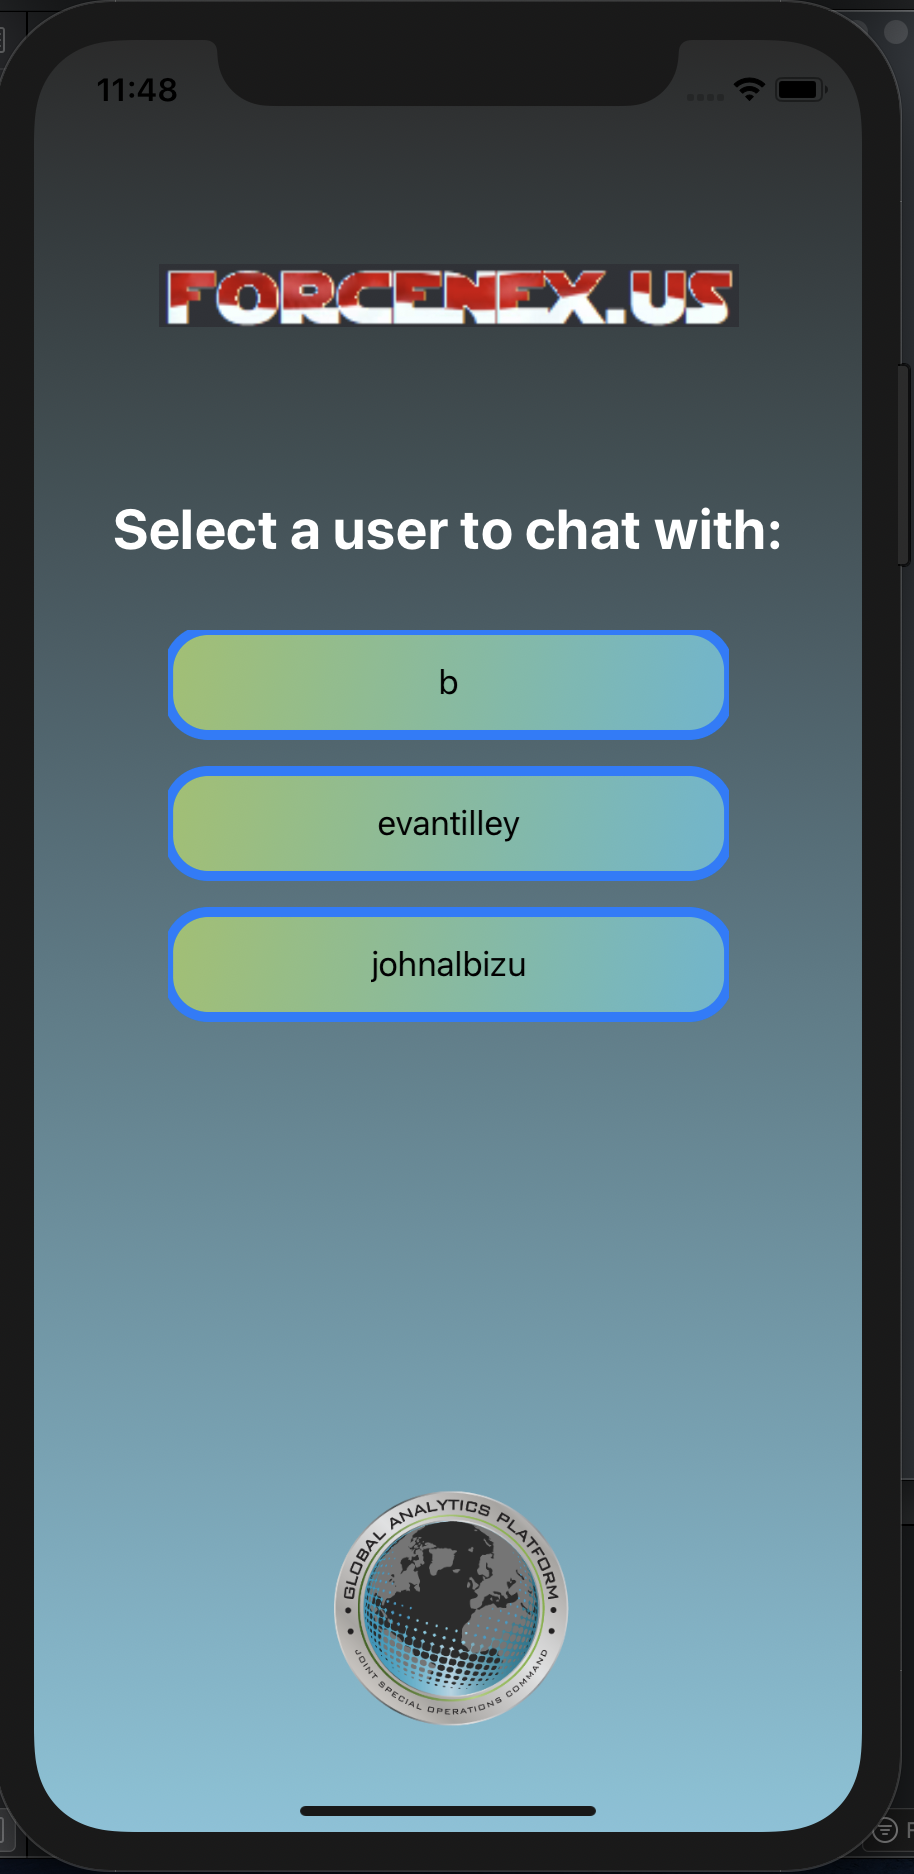 11:48
FORCENEX.US
Select a user to chat with:
b
evantilley
johnalbizu
GLOBAL ANALYTICS PLATFORM
JOINT SPECIAL OPERATIONS COMMAND